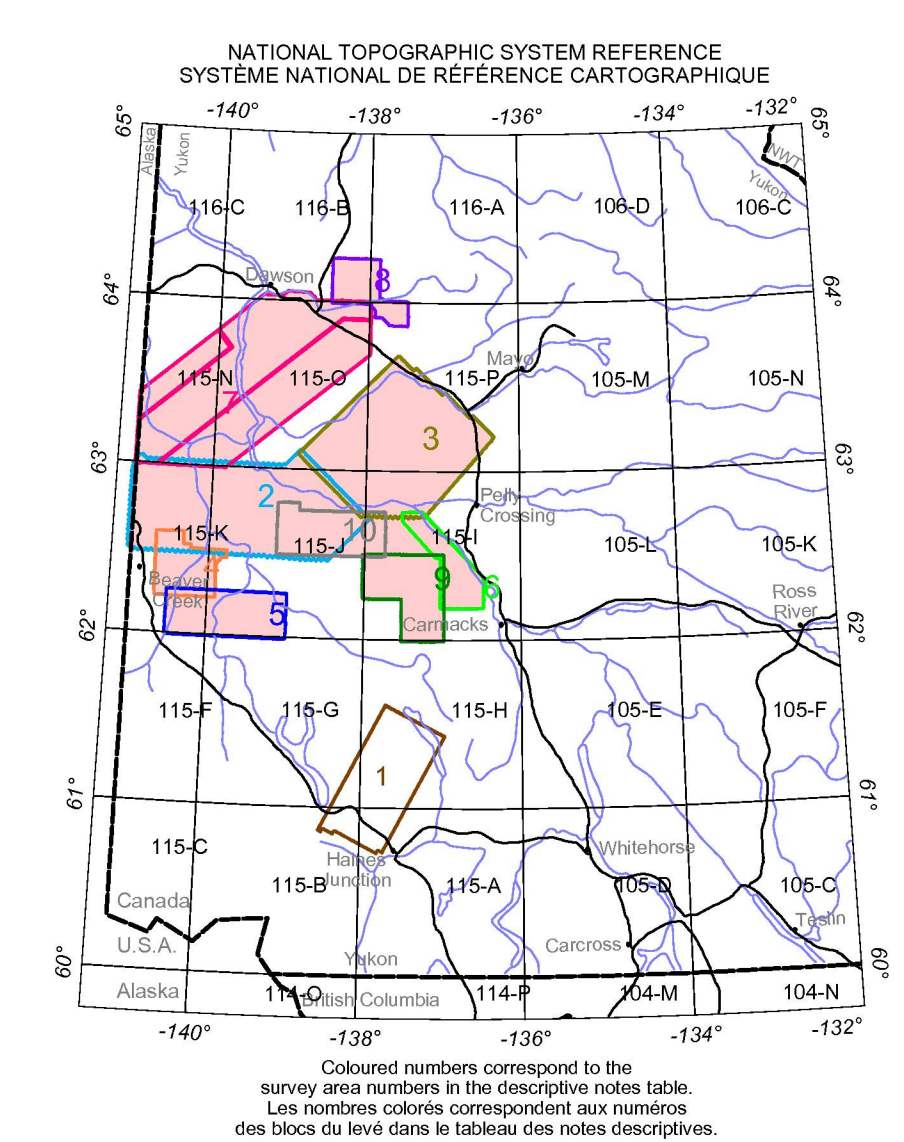 NATIONAL TOPOGRAPHIC SYSTEM REFERENCE
SYSTÈME NATIONAL DE RÉFÉRENCE CARTOGRAPHIQUE
-140° -138° -136° -134° -132°
65° 65°
Alaska
Yukon
NWT
Yukon
116-C 116-B 116-A 106-D 106-C
Dawson 8
64° 64°
Mayo
115-N 115-O 115-P 105-M 105-N
7
3
63° 63°
2
Pelly
Crossing
10
115-K 115-J 115-I 105-L 105-K
4
Beaver
Creek
9
6
5
Ross
River
Carmacks
62° 62°
115-F 115-G 115-H 105-E 105-F
1
61° 61°
115-C
Whitehorse
Haines
Junction
115-B 115-A 105-D 105-C
Canada
U.S.A.
Teslin
Carcross
Yukon
60° 60°
Alaska
114-O British Columbia 114-P 104-M 104-N
-140° -138° -136° -134° -132°
Coloured numbers correspond to the
survey area numbers in the descriptive notes table.
Les nombres colorés correspondent aux numéros
des blocs du levé dans le tableau des notes descriptives.